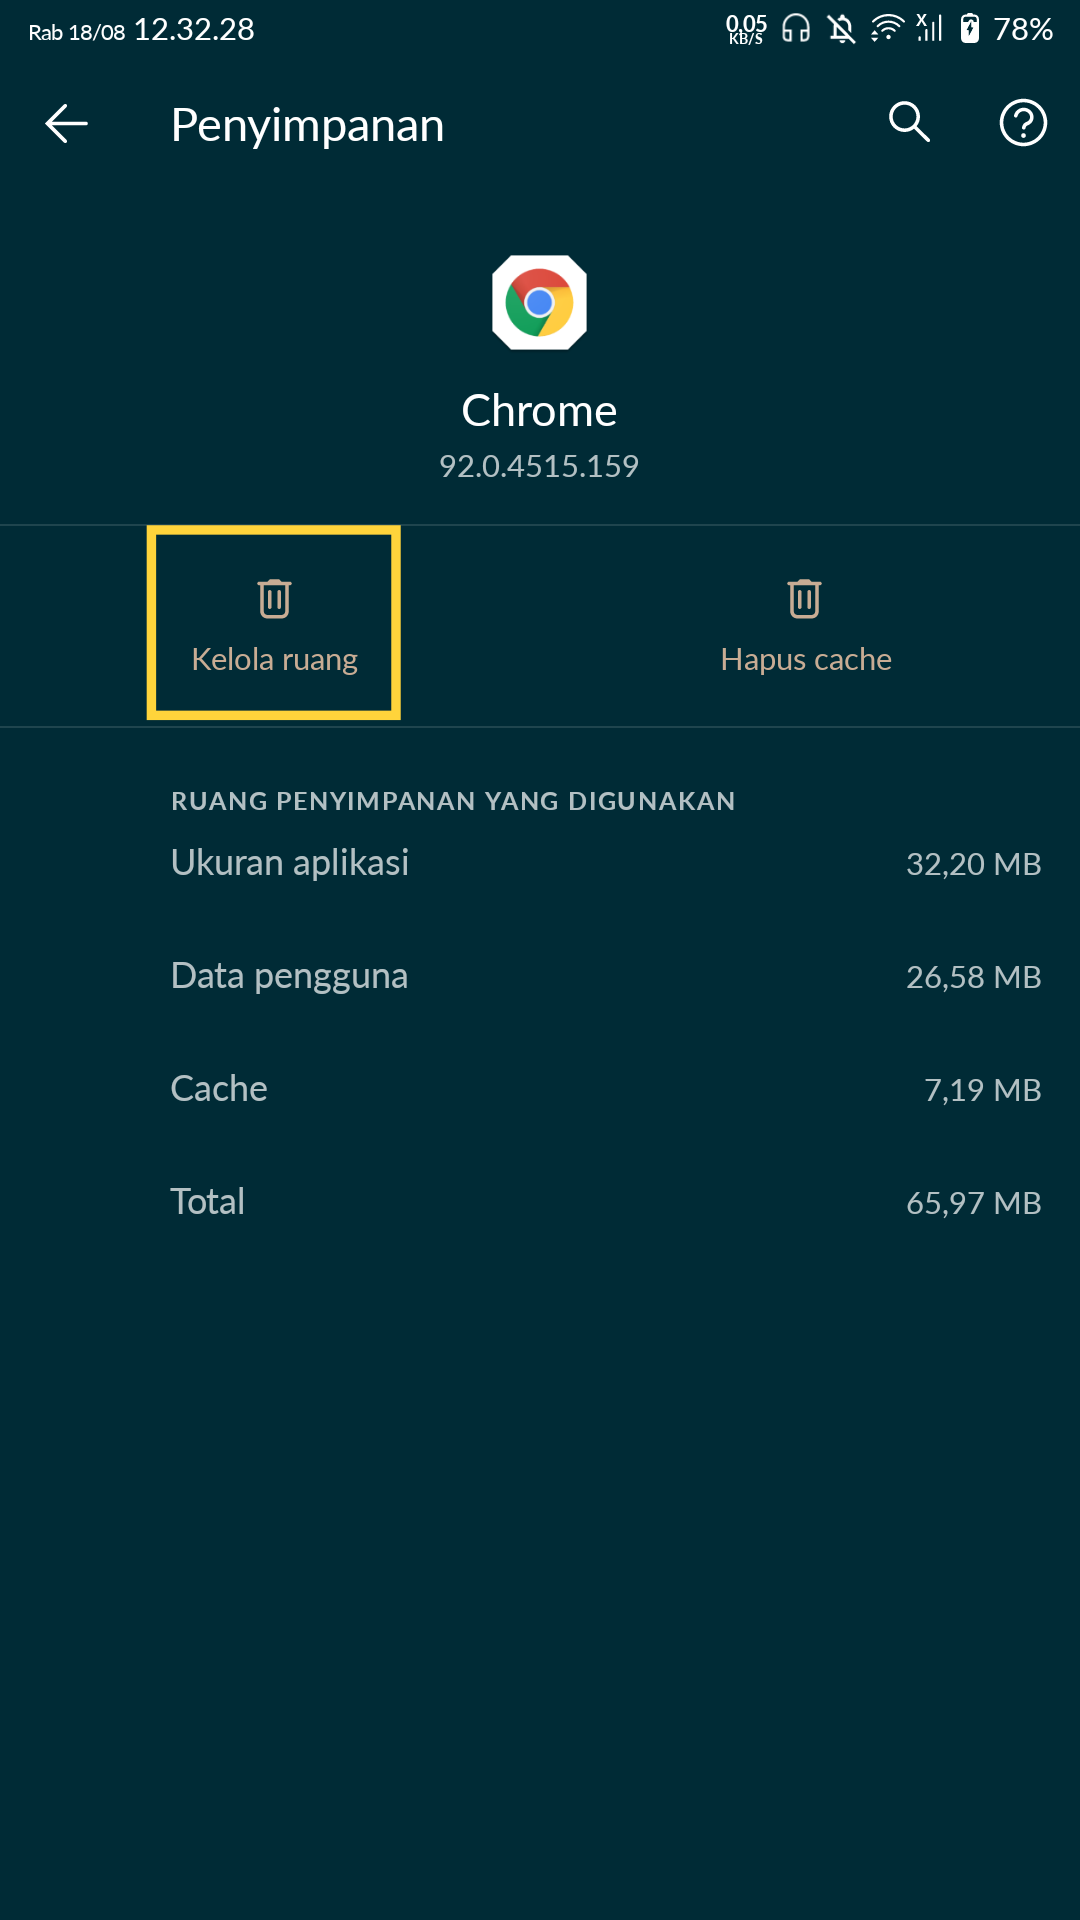 Rab 18/08 12.32.28 0,05 KB/S X 78%
Penyimpanan
Chrome
92.0.4515.159
Kelola ruang Hapus cache
RUANG PENYIMPANAN YANG DIGUNAKAN
Ukuran aplikasi 32,20 MB
Data pengguna 26,58 MB
Cache 7,19 MB
Total 65,97 MB